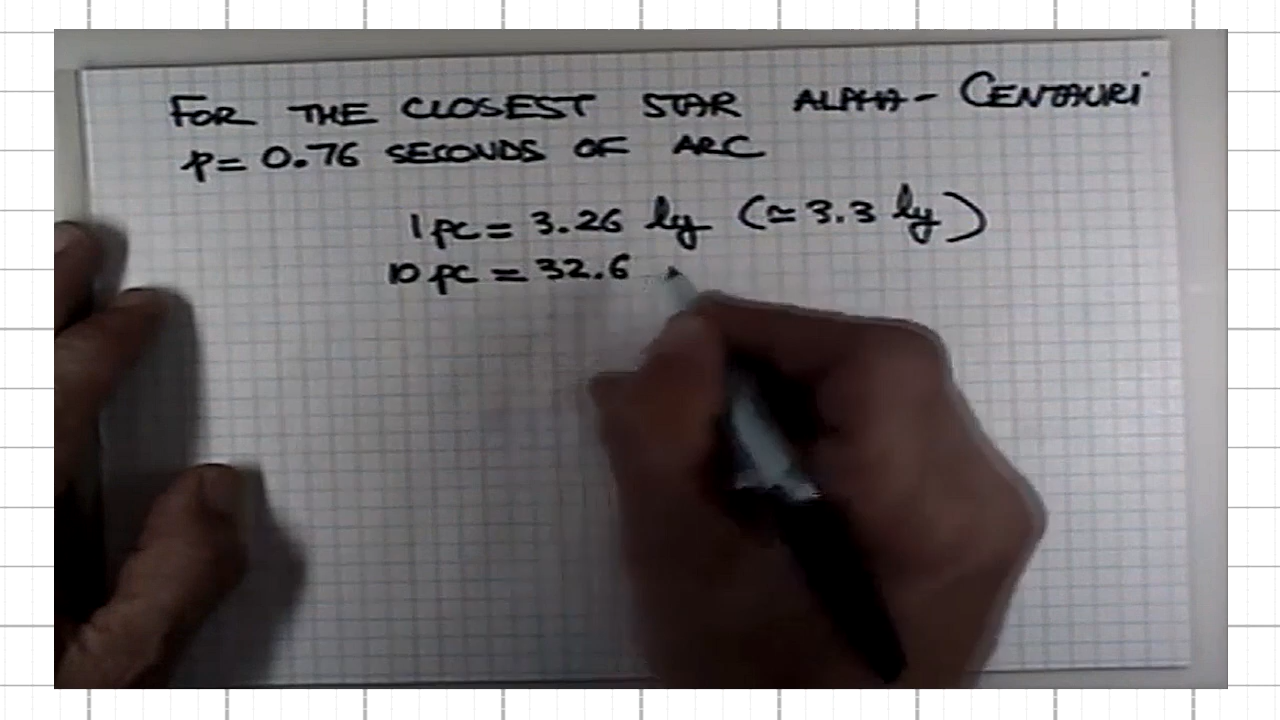 FOR THE CLOSEST STAR ALPHA - CENTAURI
p = 0.76 SECONDS OF ARC
1 pc = 3.26 ly (≃ 3.3 ly)
10 pc = 32.6